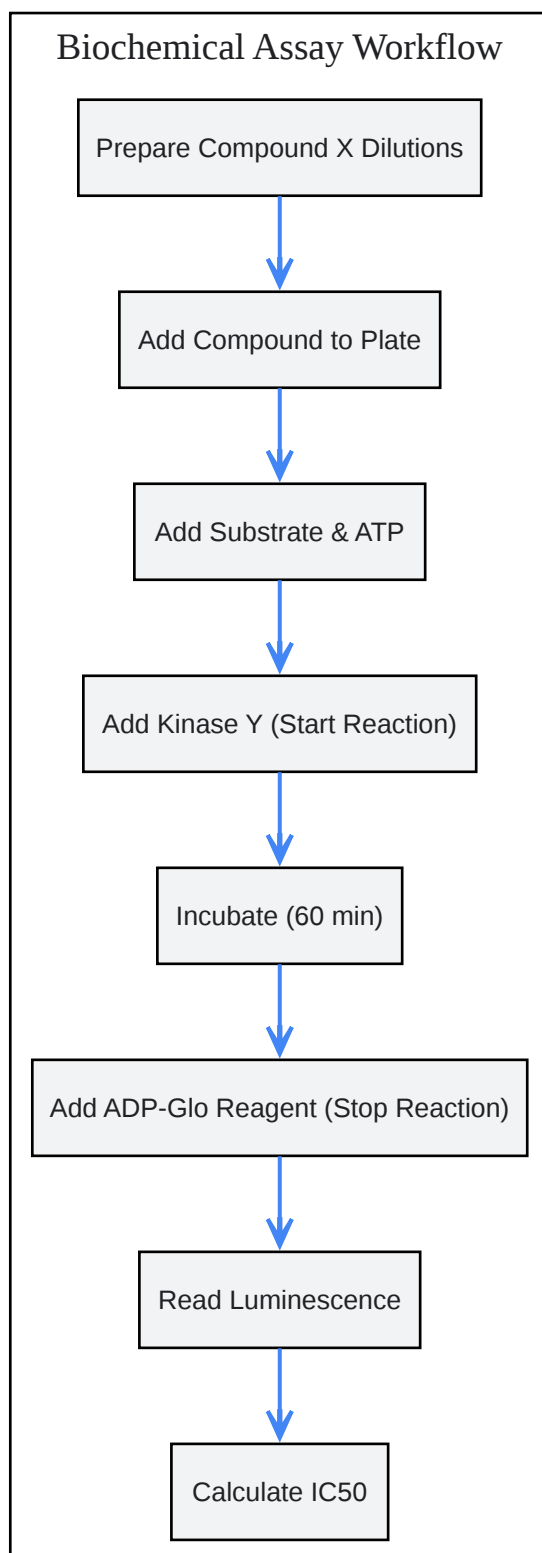 Biochemical Assay Workflow
Prepare Compound X Dilutions
Add Compound to Plate
Add Substrate & ATP
Add Kinase Y (Start Reaction)
Incubate (60 min)
Add ADP-Glo Reagent (Stop Reaction)
Read Luminescence
Calculate IC50